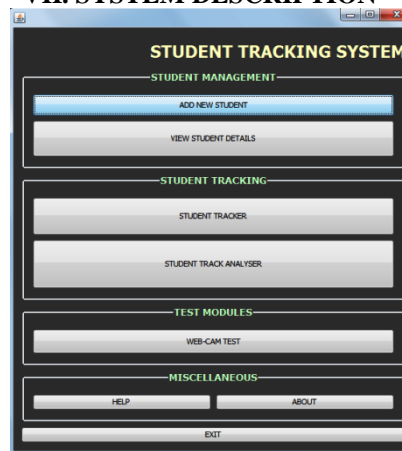 VII. SYSTEM DESCRIPTION
STUDENT TRACKING SYSTEM
STUDENT MANAGEMENT
ADD NEW STUDENT
VIEW STUDENT DETAILS
STUDENT TRACKING
STUDENT TRACKER
STUDENT TRACK ANALYSER
TEST MODULES
WEB-CAM TEST
MISCELLANEOUS
HELP ABOUT
EXIT